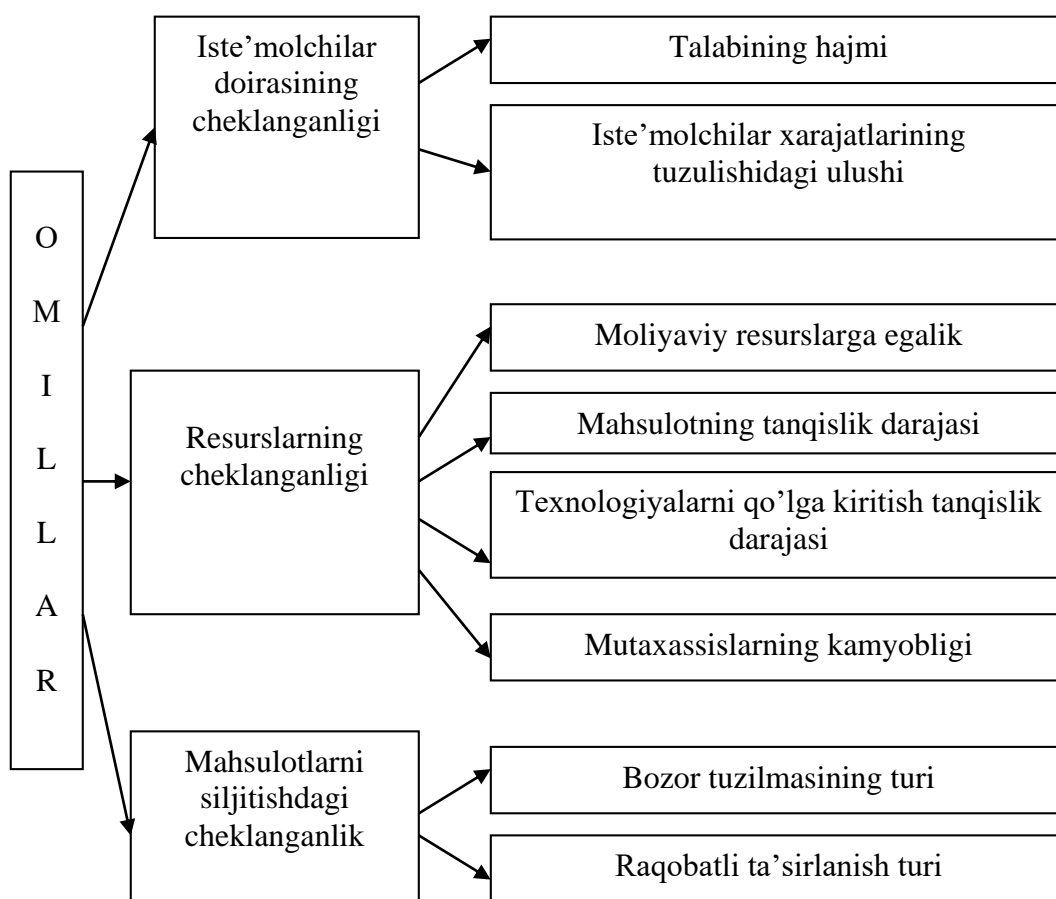 O
M
I
L
L
A
R
Iste’molchilar
doirasining
cheklanganligi
Talabining hajmi
Iste’molchilar xarajatlarining
tuzulishidagi ulushi
Resurslarning
cheklanganligi
Moliyaviy resurslarga egalik
Mahsulotning tanqislik darajasi
Texnologiyalarni qo’lga kiritish tanqislik
darajasi
Mutaxassislarning kamyobligi
Mahsulotlarni
siljitishdagi
cheklanganlik
Bozor tuzilmasining turi
Raqobatli ta’sirlanish turi